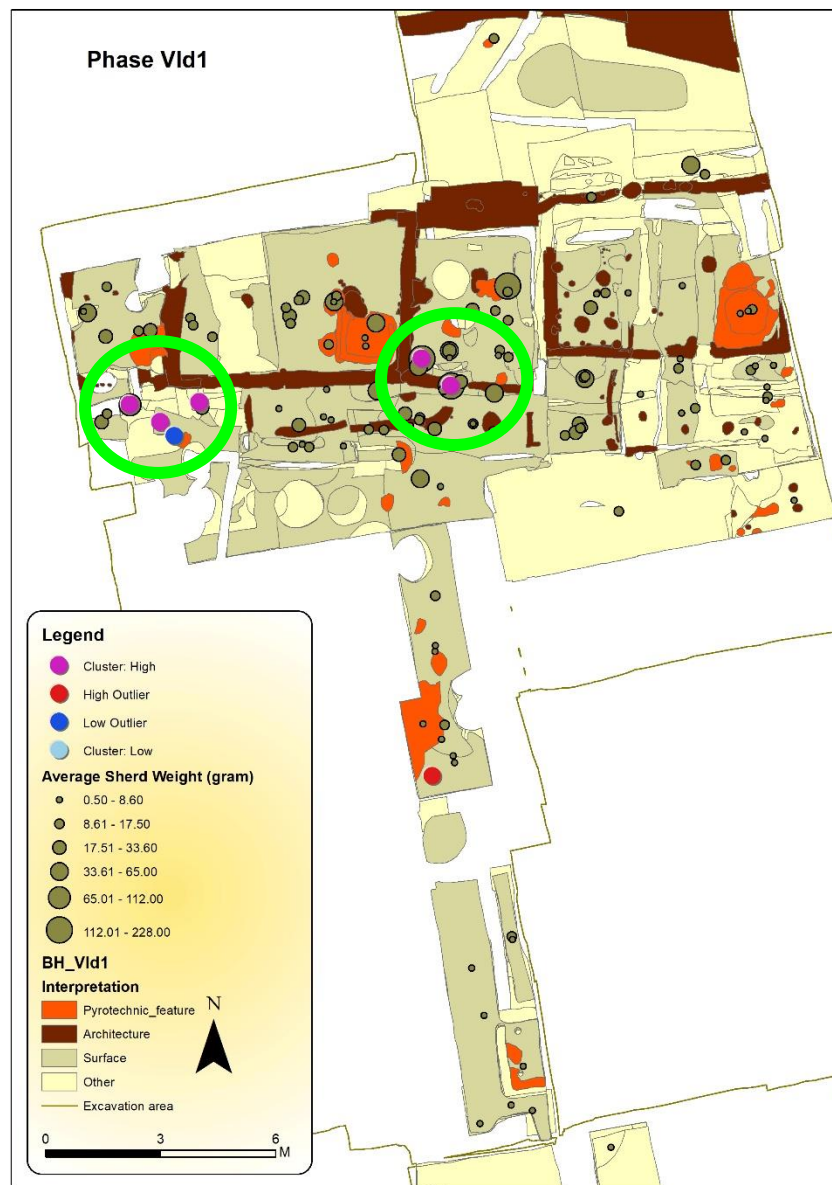 Phase VId1
Legend
Cluster: High
High Outlier
Low Outlier
Cluster: Low
Average Sherd Weight (gram)
0.50 - 8.60
8.61 - 17.50
17.51 - 33.60
33.61 - 65.00
65.01 - 112.00
112.01 - 228.00
BH_VId1
Interpretation
Pyrotechnic_feature
Architecture
Surface
Other
Excavation area
N
0 3 6
M